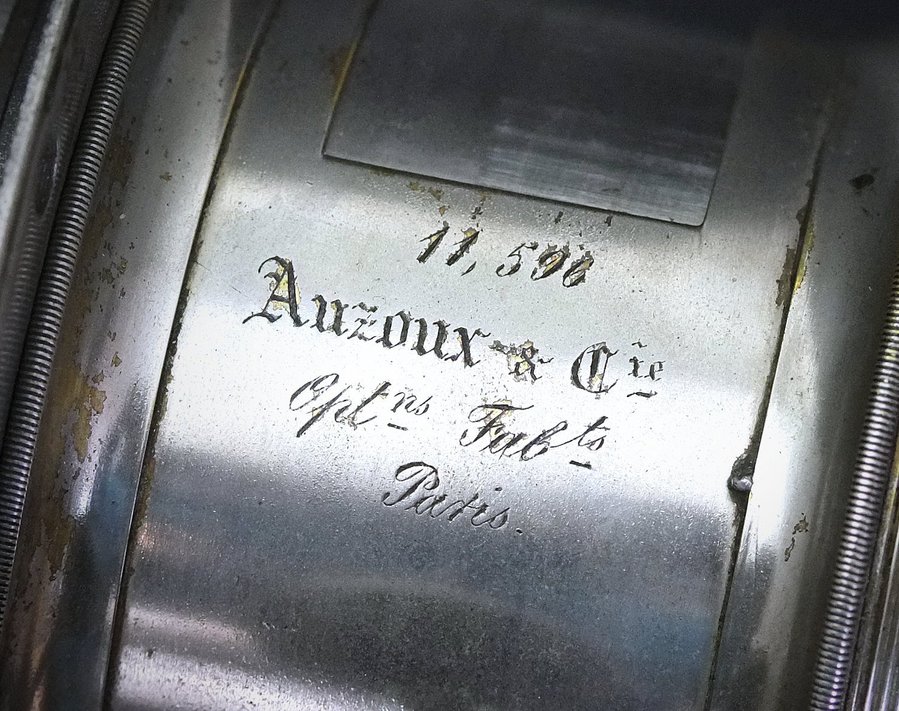 11,596
Auzoux & Cie
Optns Fabts
Paris.